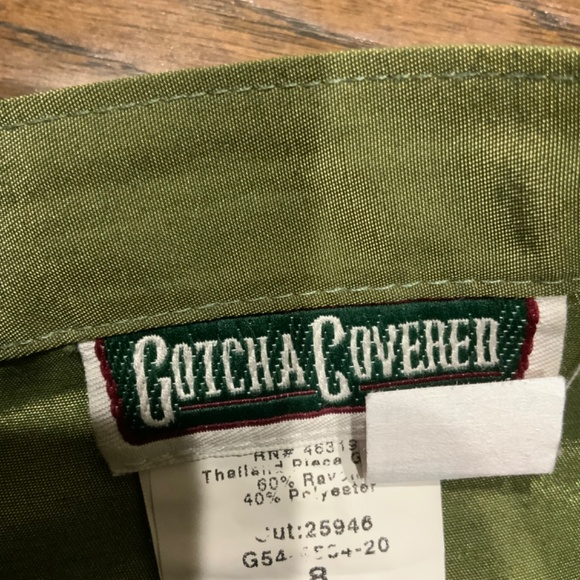 GOTCHA COVERED
RN# 46319
Thailand Piece G
60% Rayon
40% Polyester
Cut:25946
8